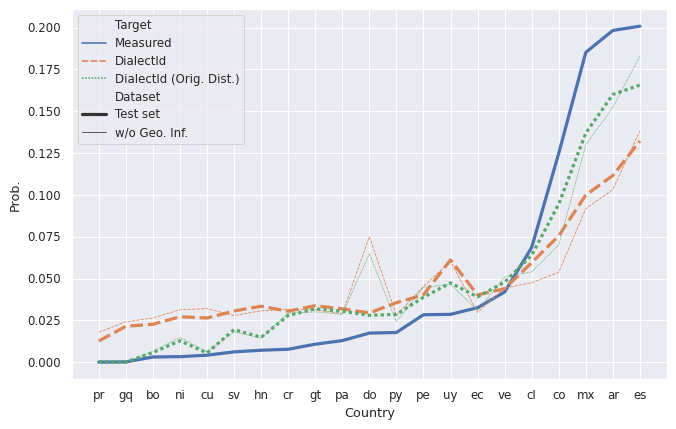 Target
Measured
DialectId
DialectId (Orig. Dist.)
Dataset
Test set
w/o Geo. Inf.
0.200
0.175
0.150
0.125
0.100
0.075
0.050
0.025
0.000
Prob.
pr gq bo ni cu sv hn cr gt pa do py pe uy ec ve cl co mx ar es
Country